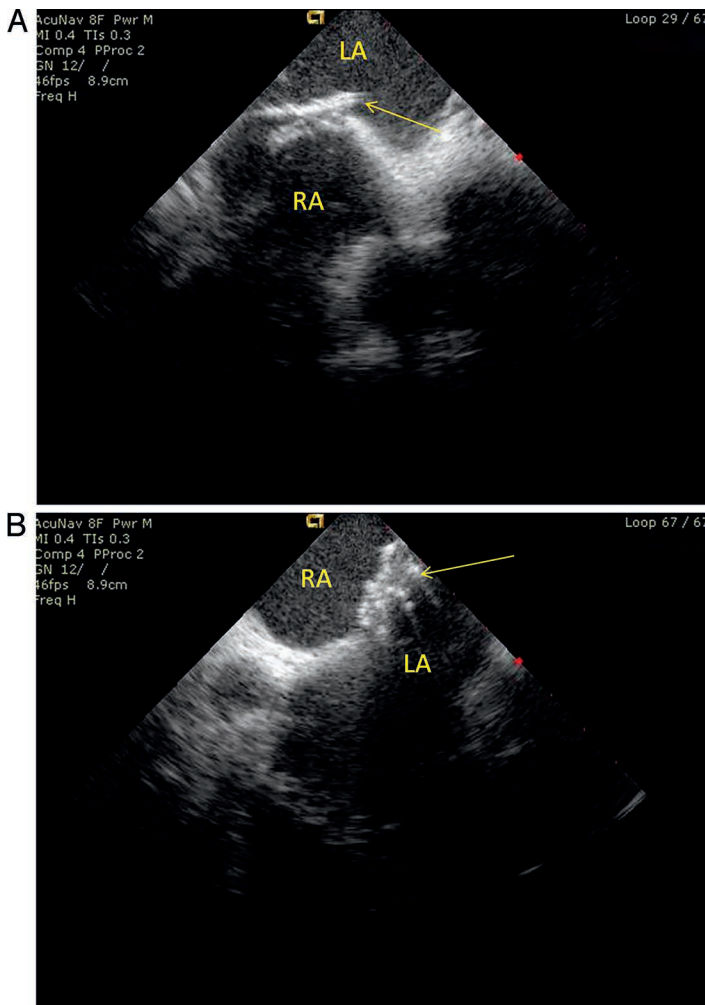 A
AcuNav 8F Pwr M
MI 0.4 TIs 0.3
Comp 4 PProc 2
GN 12/ /
46fps 8.9cm
Freq H
Loop 29 / 67
LA
RA
B
AcuNav 8F Pwr M
MI 0.4 TIs 0.3
Comp 4 PProc 2
GN 12/ /
46fps 8.9cm
Freq H
Loop 67 / 67
RA
LA